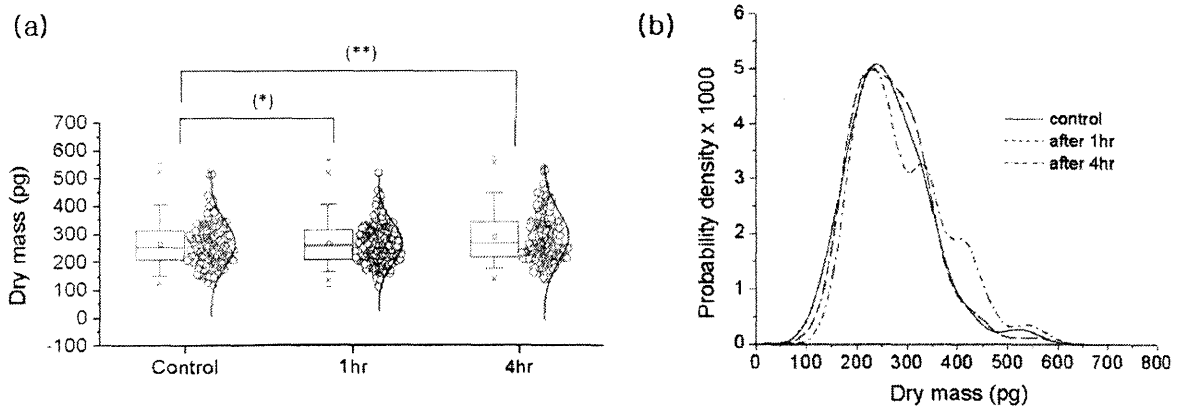 (a)
(**)
(*)
Dry mass (pg)
700
600
500
400
300
200
100
0
-100
Control
1hr
4hr
(b)
Probability density x 1000
6
5
4
3
2
1
0
control
after 1hr
after 4hr
0 100 200 300 400 500 600 700 800
Dry mass (pg)